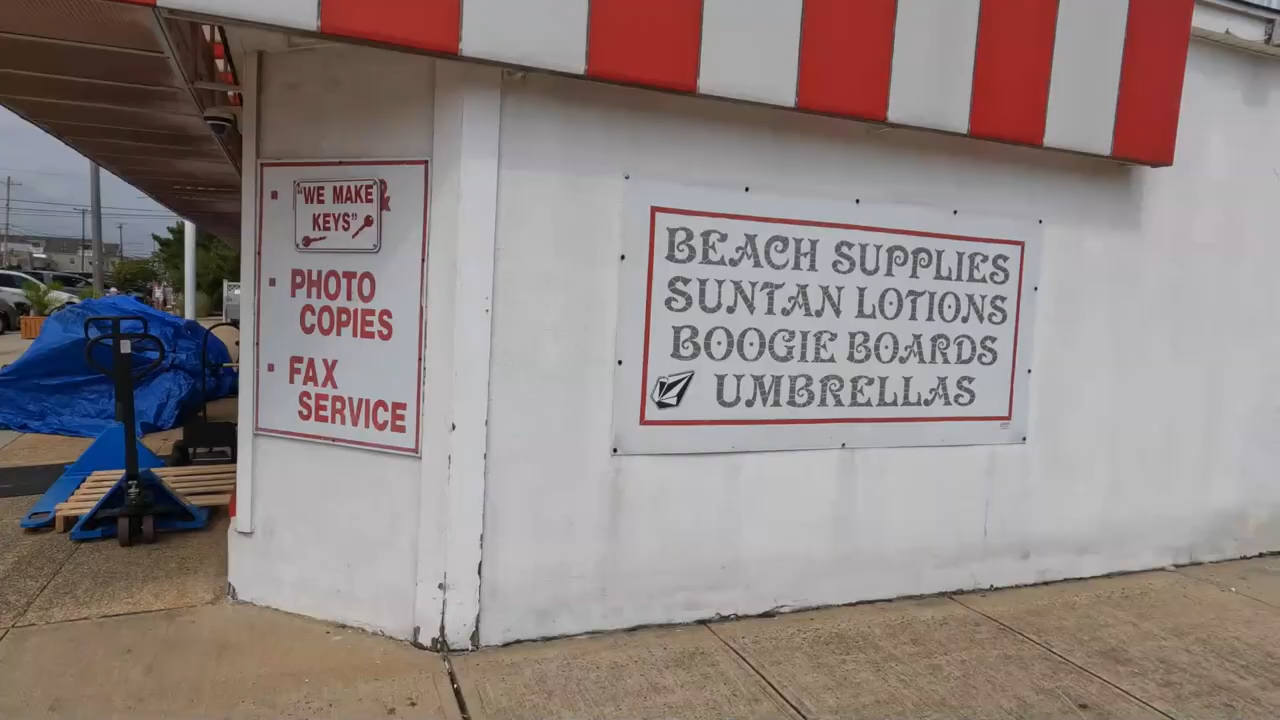 "WE MAKE
KEYS"
&
PHOTO
COPIES
FAX
SERVICE
BEACH SUPPLIES
SUNTAN LOTIONS
BOOGIE BOARDS
UMBRELLAS